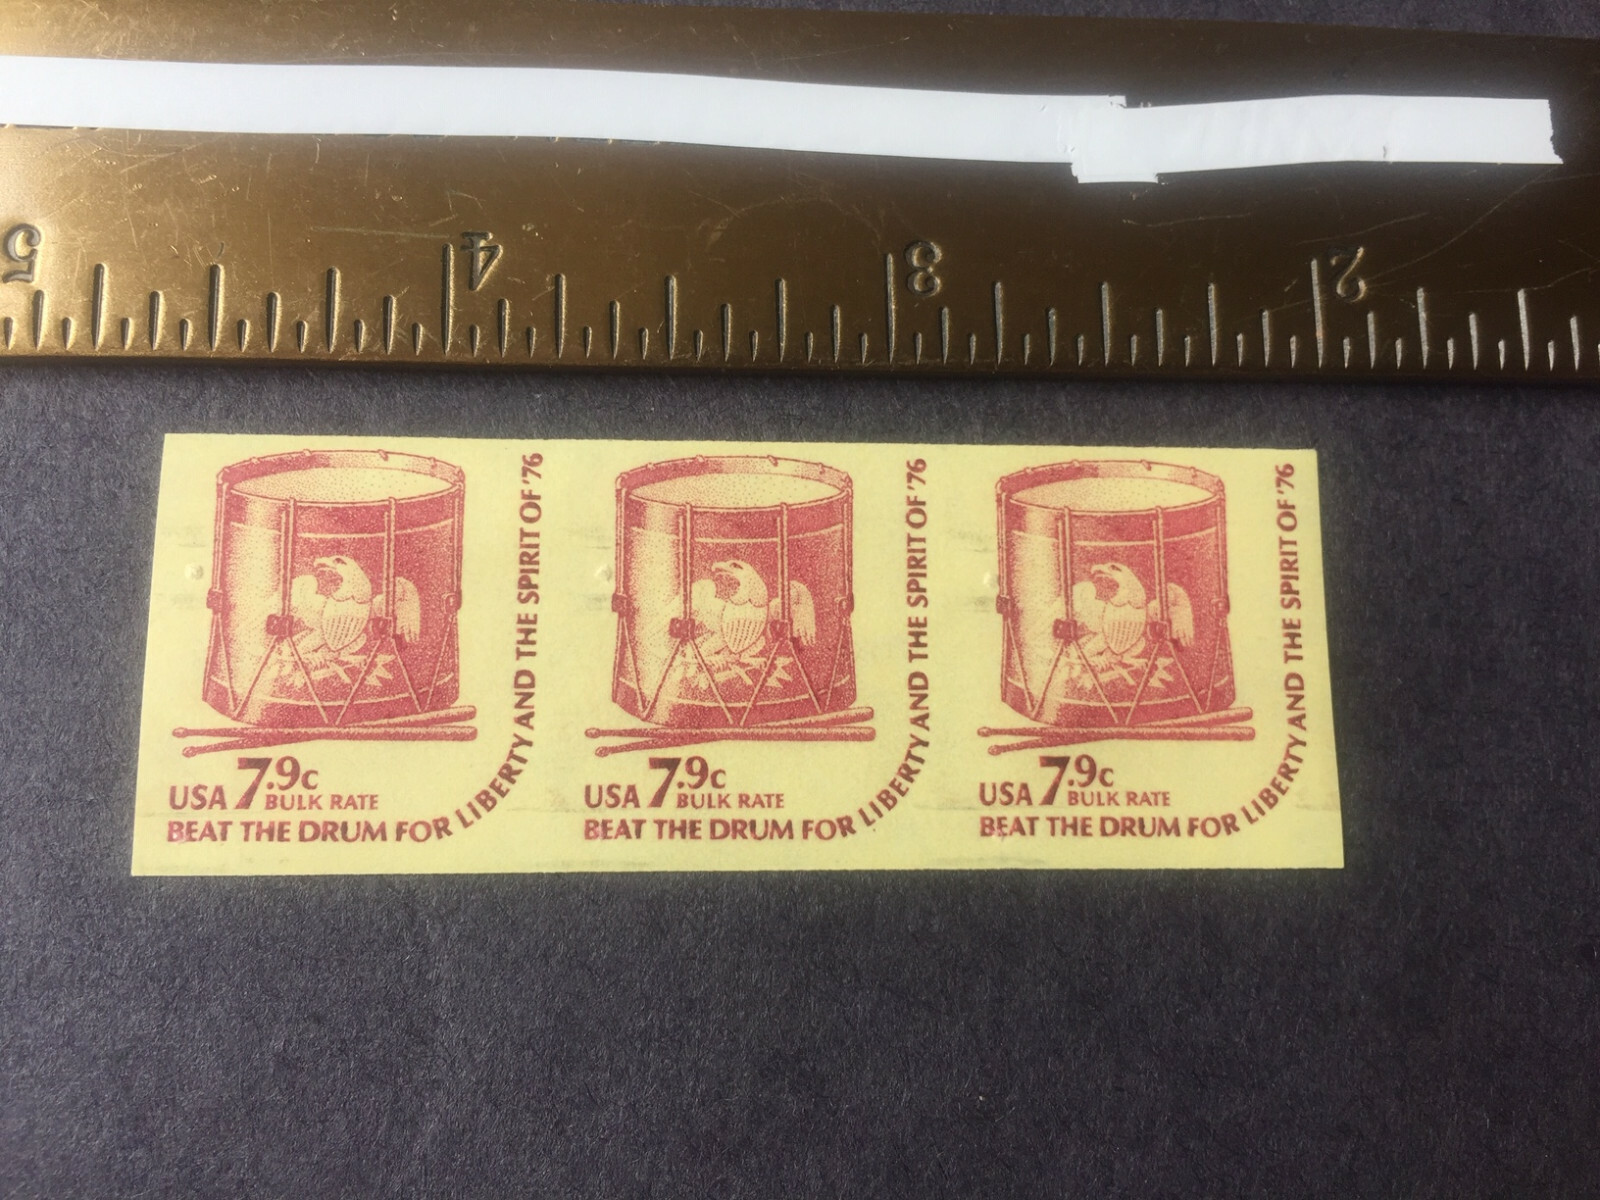 5 4 3 2
AND THE SPIRIT OF '76
AND THE SPIRIT OF '76
AND THE SPIRIT OF '76
USA 7.9c
BULK RATE
BEAT THE DRUM FOR LIBERTY
USA 7.9c
BULK RATE
BEAT THE DRUM FOR LIBERTY
USA 7.9c
BULK RATE
BEAT THE DRUM FOR LIBERTY